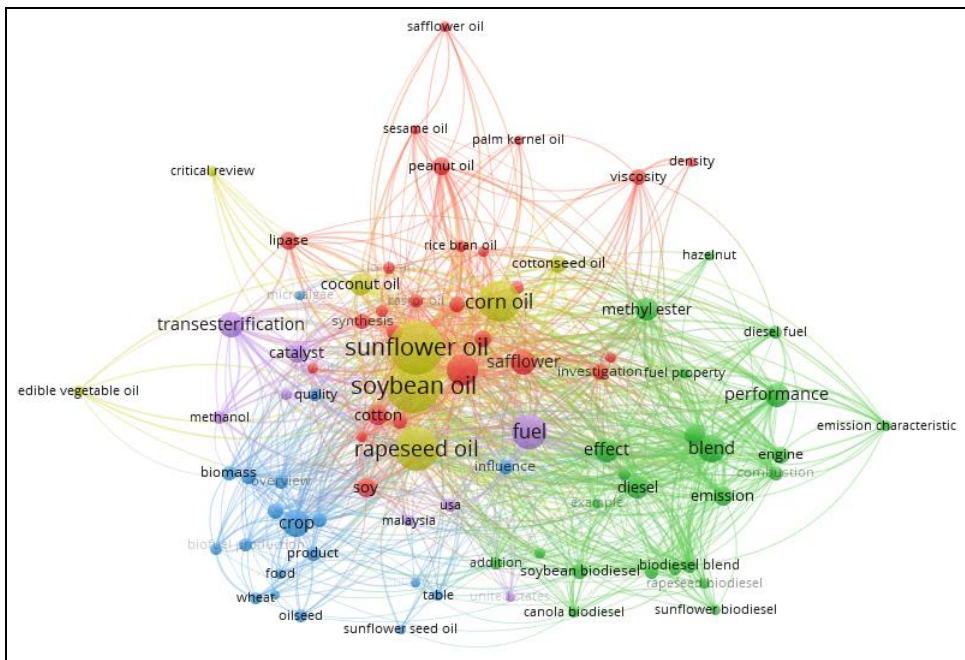 safflower oil
sesame oil
palm kernel oil
peanut oil
density
critical review
viscosity
lipase
rice bran oil
hazelnut
cottonseed oil
coconut oil
microalgae
castor oil
corn oil
methyl ester
transesterification
synthesis
diesel fuel
sunflower oil
catalyst
safflower
investigation
fuel property
edible vegetable oil
soybean oil
performance
quality
methanol
cotton
emission characteristic
fuel
rapeseed oil
effect
blend
engine
influence
combustion
biomass
overview
soy
diesel
emission
example
usa
malaysia
crop
biofuel production
product
addition
soybean biodiesel
biodiesel blend
food
rapeseed biodiesel
wheat
table
united states
oilseed
canola biodiesel
sunflower biodiesel
sunflower seed oil